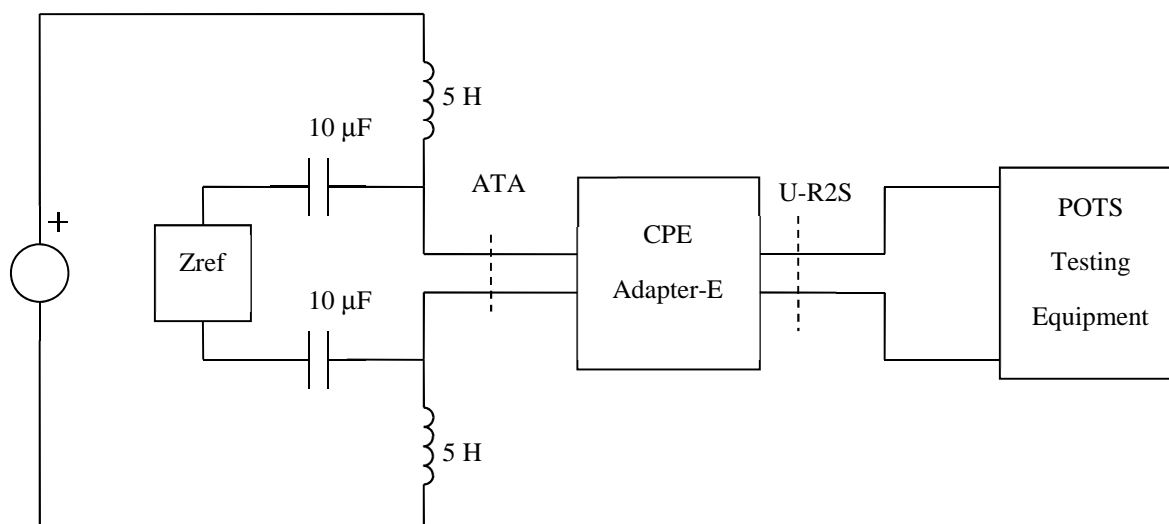 5 H
10 µF
ATA
U-R2S
POTS
Testing
Equipment
+
CPE
Adapter-E
Zref
10 µF
5 H